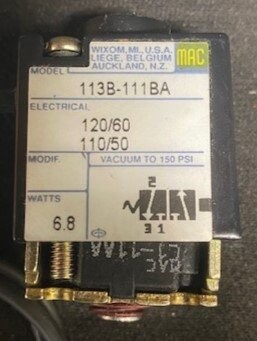 WIXOM, MI., U.S.A.
LIEGE, BELGIUM
AUCKLAND, N.Z.
MAC
MODEL
113B-111BA
ELECTRICAL
120/60
110/50
MODIF.
VACUUM TO 150 PSI
WATTS
6.8
2
3 1